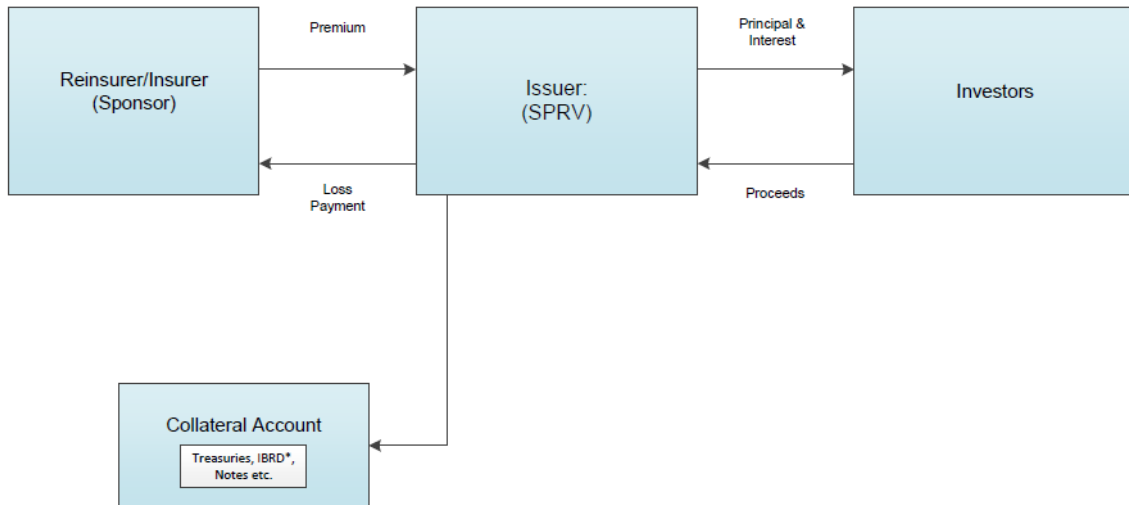 Premium
Principal &
Interest
Reinsurer/Insurer
(Sponsor)
Issuer:
(SPRV)
Investors
Loss
Payment
Proceeds
Collateral Account
Treasuries, IBRD*,
Notes etc.